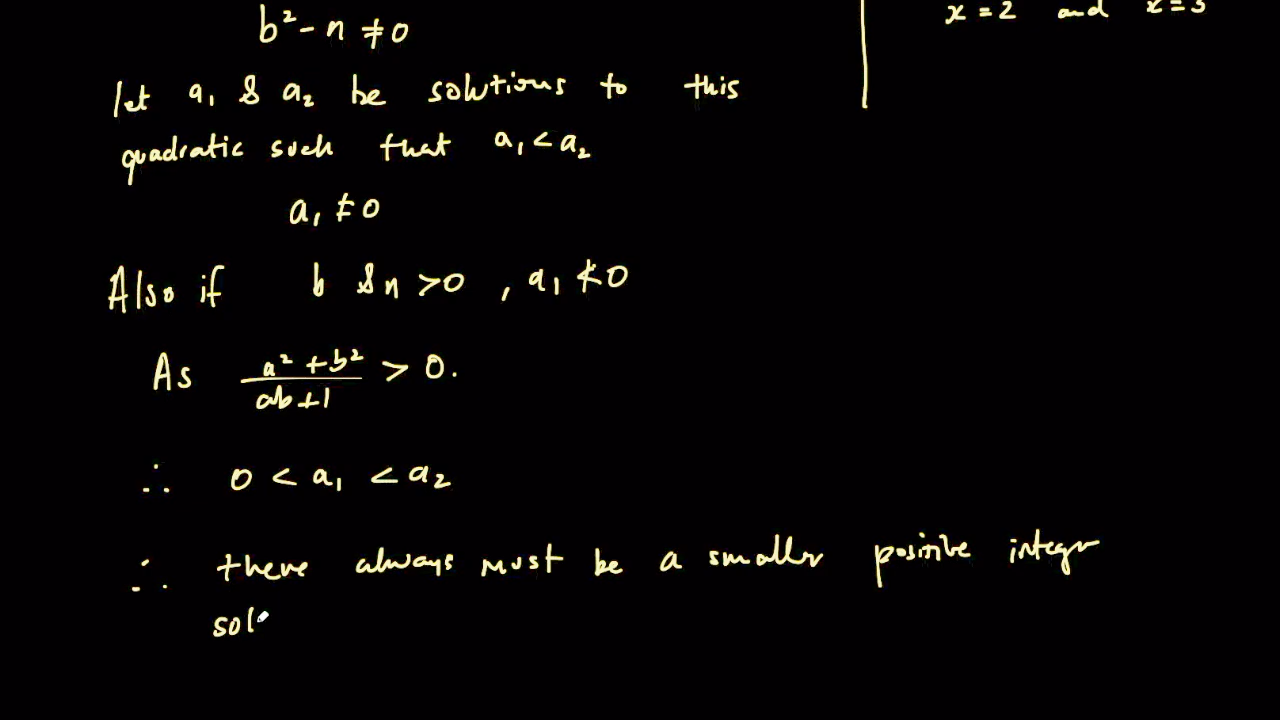 b² - n ≠ 0
x = 2 and x = 3
let a₁ & a₂ be solutions to this
quadratic such that a₁ < a₂
a₁ ≠ 0
Also if b & n > 0 , a₁ ≮ 0
As (a² + b²)/(ab + 1) > 0.
∴ 0 < a₁ < a₂
∴ there always must be a smaller positive integer
sol